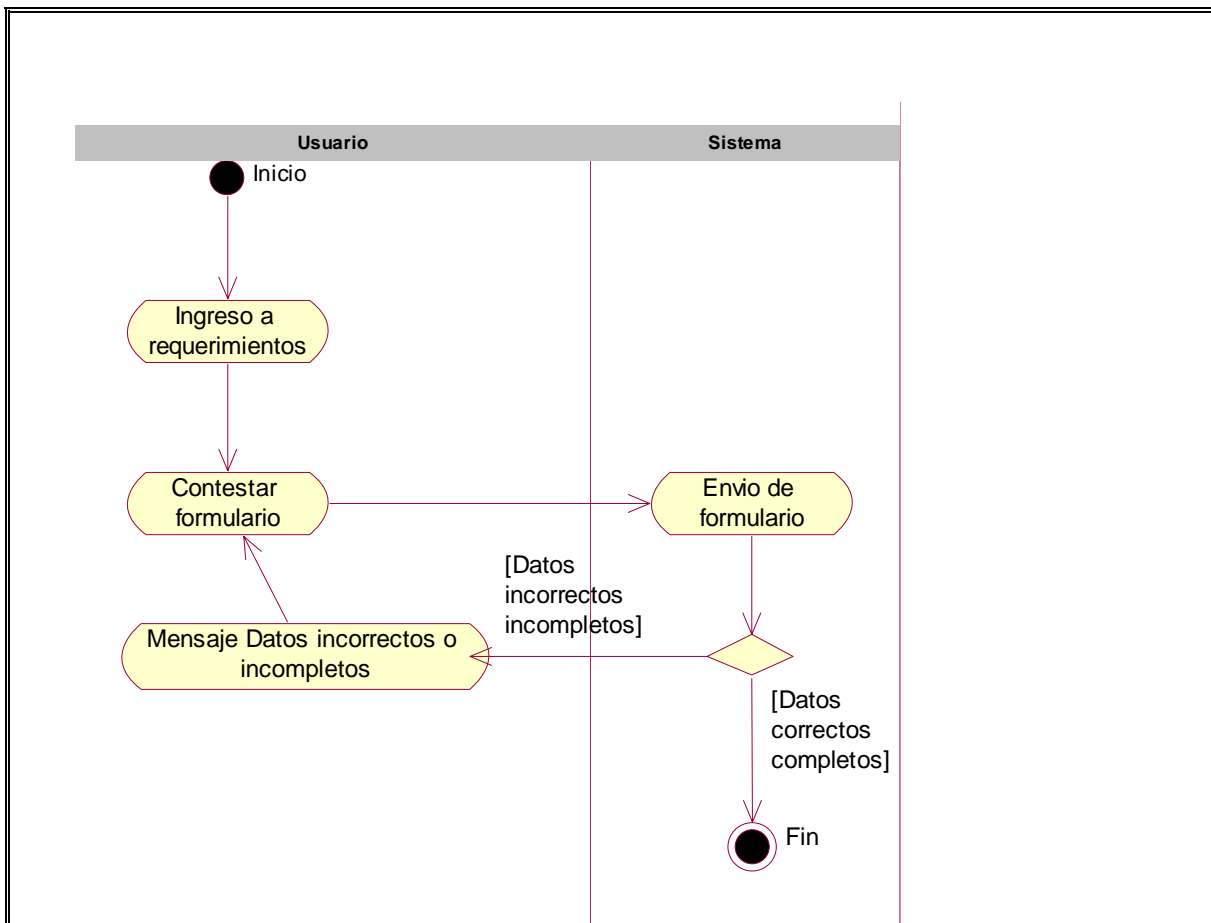 Usuario
Sistema
Inicio
Ingreso a
requerimientos
Contestar
formulario
Envio de
formulario
[Datos
incorrectos
incompletos]
Mensaje Datos incorrectos o
incompletos
[Datos
correctos
completos]
Fin